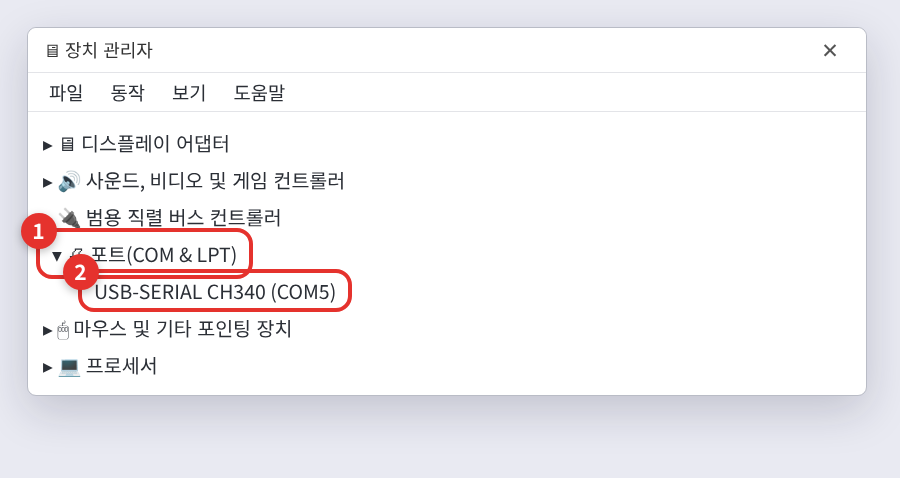 장치 관리자
파일 동작 보기 도움말
디스플레이 어댑터
사운드, 비디오 및 게임 컨트롤러
범용 직렬 버스 컨트롤러
1
포트(COM & LPT)
2
USB-SERIAL CH340 (COM5)
마우스 및 기타 포인팅 장치
프로세서